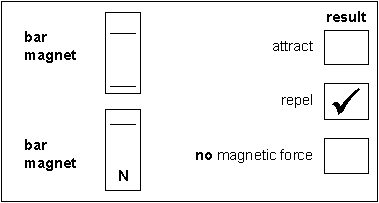 result
bar
magnet
attract
repel
bar
magnet
no magnetic force
N